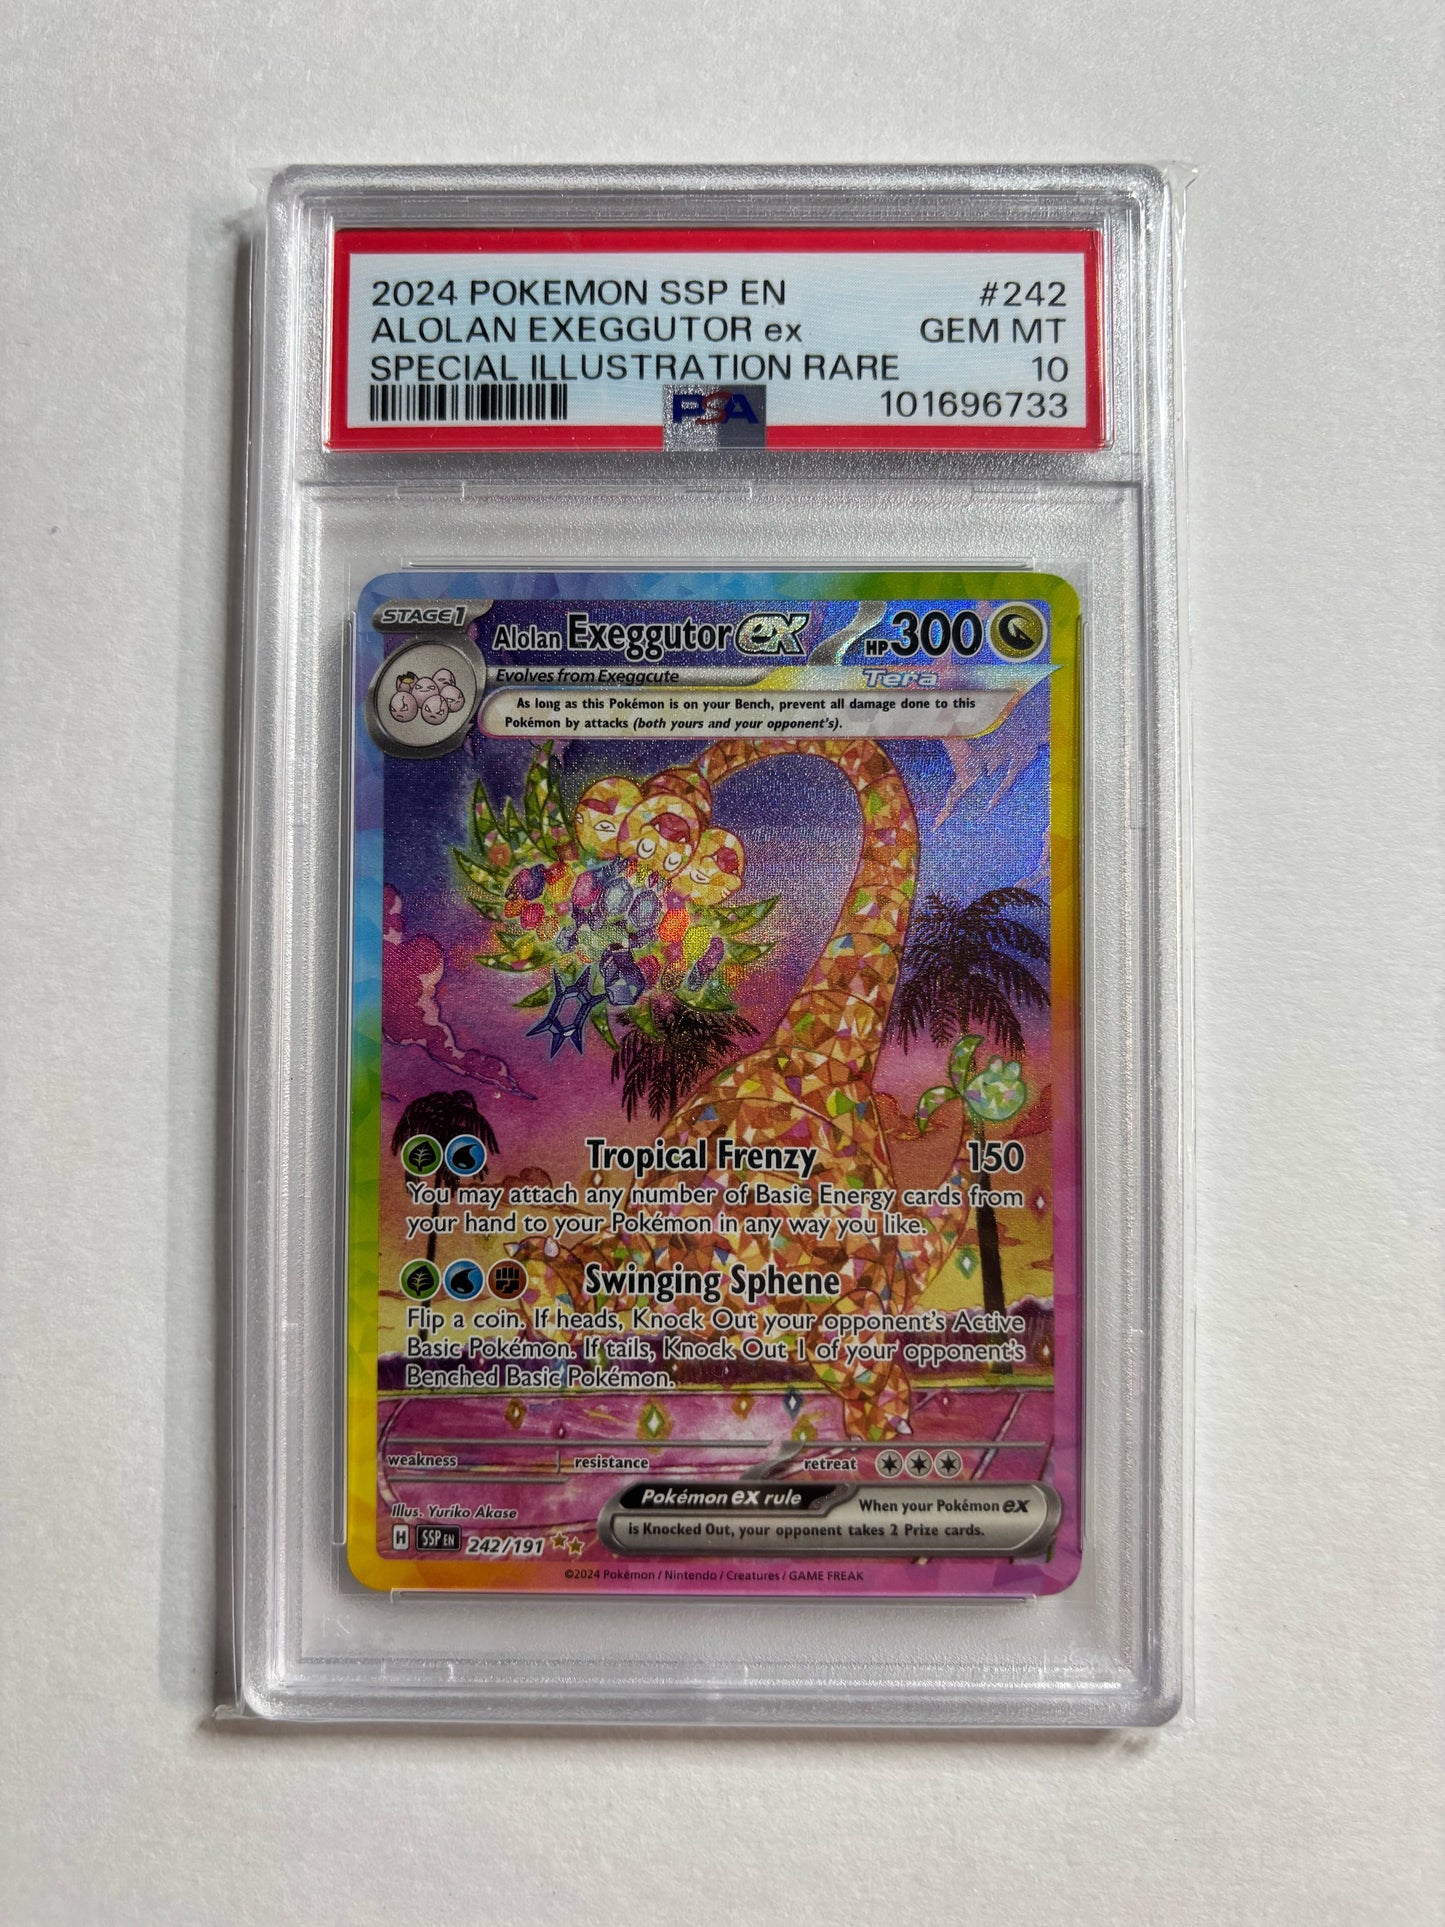 2024 POKEMON SSP EN #242
ALOLAN EXEGGUTOR ex GEM MT
SPECIAL ILLUSTRATION RARE 10
PSA 101696733
STAGE 1
Alolan Exeggutor ex HP 300
Evolves from Exeggcute Tera
As long as this Pokémon is on your Bench, prevent all damage done to this
Pokémon by attacks (both yours and your opponent's).
Tropical Frenzy 150
You may attach any number of Basic Energy cards from
your hand to your Pokémon in any way you like.
Swinging Sphene
Flip a coin. If heads, Knock Out your opponent's Active
Basic Pokémon. If tails, Knock Out 1 of your opponent's
Benched Basic Pokémon.
weakness resistance retreat
Illus. Yuriko Akase
Pokémon ex rule When your Pokémon ex
is Knocked Out, your opponent takes 2 Prize cards.
H SSP EN 242/191
©2024 Pokémon / Nintendo / Creatures / GAME FREAK